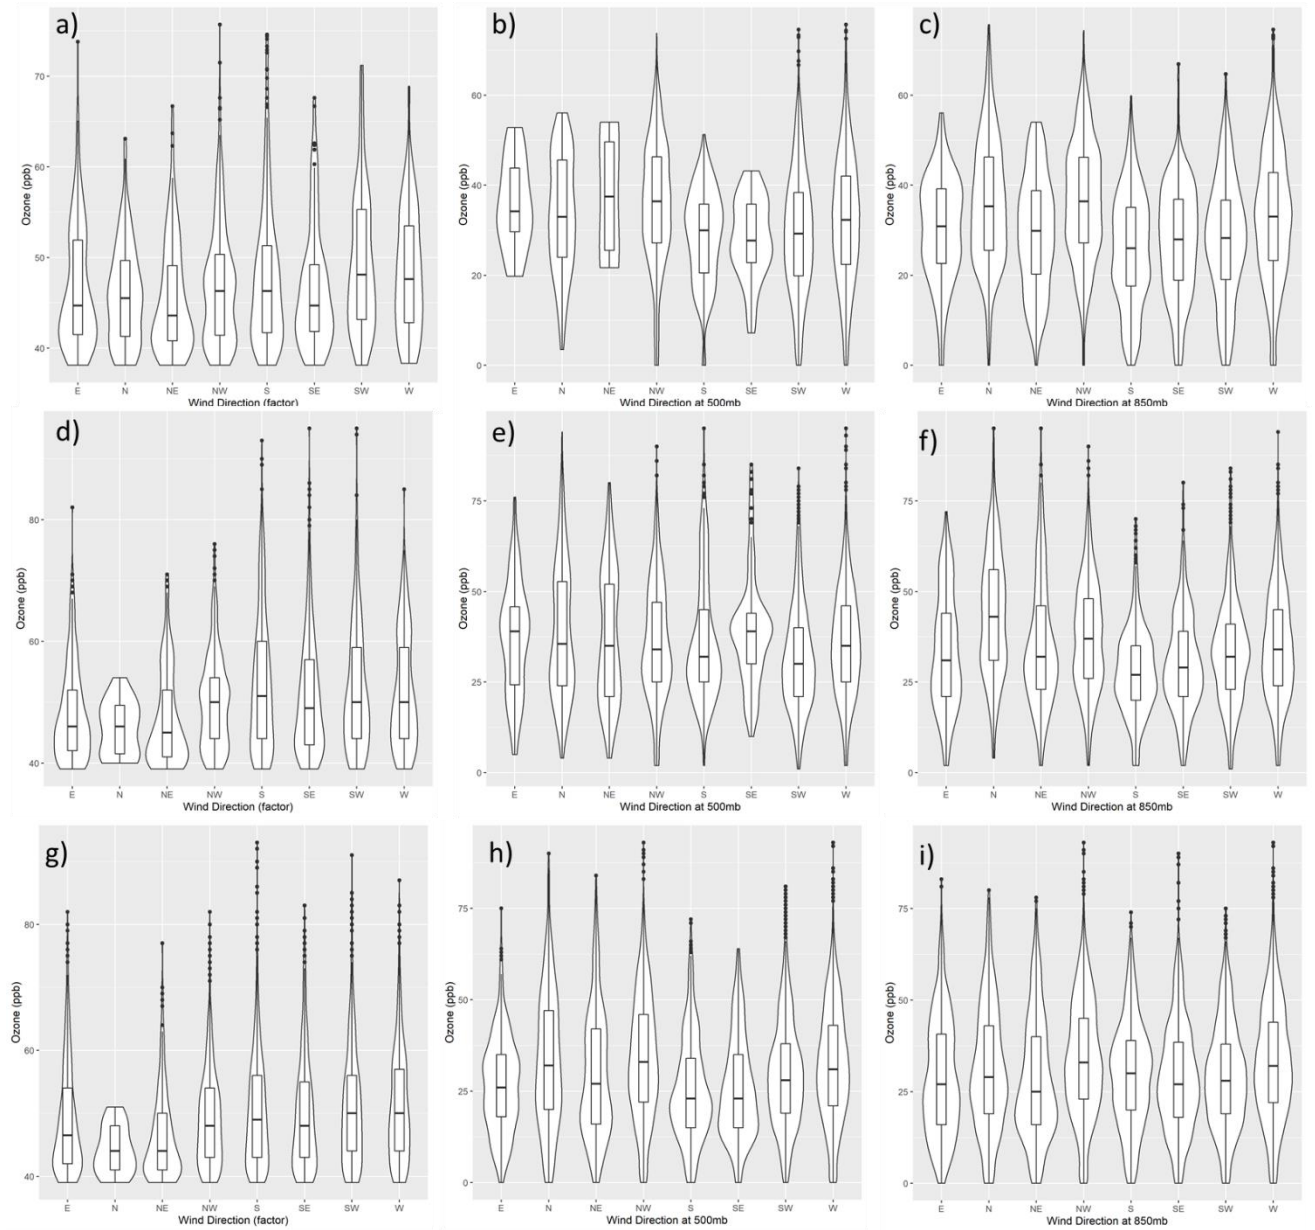 a)
Ozone (ppb)
70
60
50
40
E N NE NW S SE SW W
Wind Direction (factor)
b)
Ozone (ppb)
60
40
20
0
E N NE NW S SE SW W
Wind Direction at 500mb
c)
Ozone (ppb)
60
40
20
0
E N NE NW S SE SW W
Wind Direction at 850mb
d)
Ozone (ppb)
80
60
40
E N NE NW S SE SW W
Wind Direction (factor)
e)
Ozone (ppb)
75
50
25
0
E N NE NW S SE SW W
Wind Direction at 500mb
f)
Ozone (ppb)
75
50
25
0
E N NE NW S SE SW W
Wind Direction at 850mb
g)
Ozone (ppb)
80
60
40
E N NE NW S SE SW W
Wind Direction (factor)
h)
Ozone (ppb)
75
50
25
0
E N NE NW S SE SW W
Wind Direction at 500mb
i)
Ozone (ppb)
75
50
25
0
E N NE NW S SE SW W
Wind Direction at 850mb